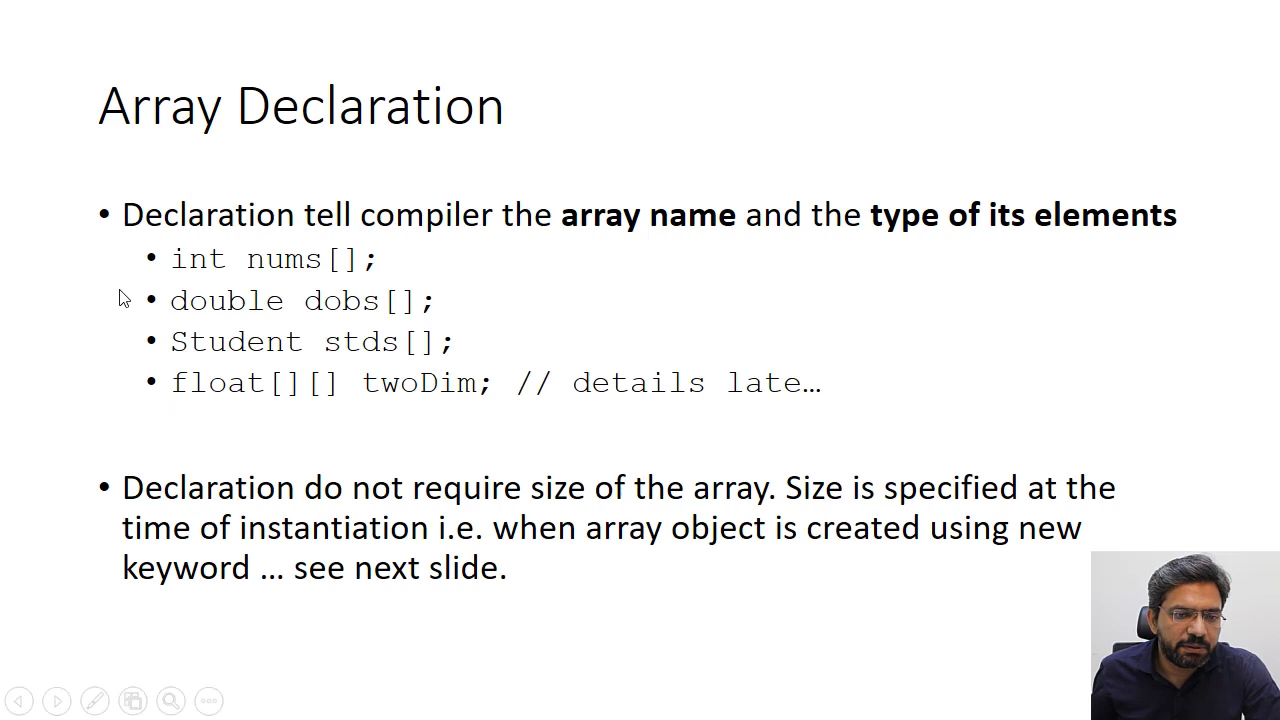 Array Declaration
• Declaration tell compiler the array name and the type of its elements
• int nums[];
• double dobs[];
• Student stds[];
• float[][] twoDim; // details late…
• Declaration do not require size of the array. Size is specified at the
time of instantiation i.e. when array object is created using new
keyword … see next slide.